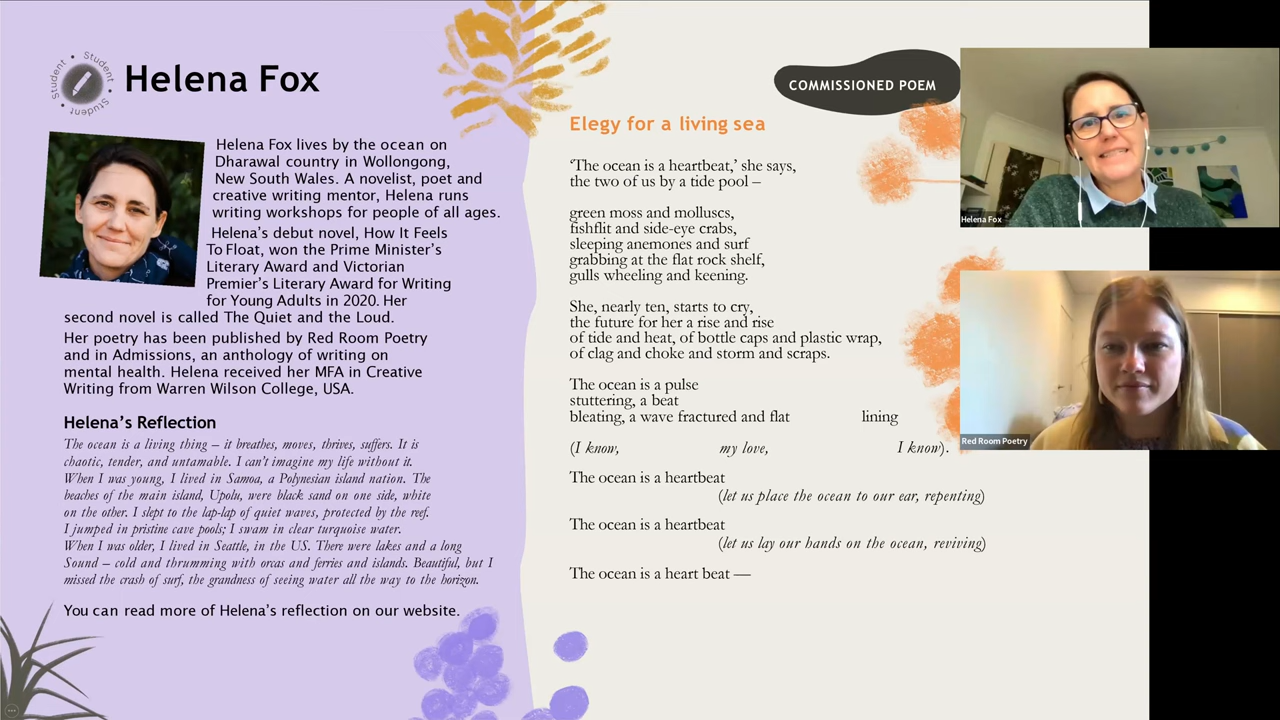 Student • Student • Student •
Helena Fox
Helena Fox lives by the ocean on
Dharawal country in Wollongong,
New South Wales. A novelist, poet and
creative writing mentor, Helena runs
writing workshops for people of all ages.
Helena's debut novel, How It Feels
To Float, won the Prime Minister's
Literary Award and Victorian
Premier's Literary Award for Writing
for Young Adults in 2020. Her
second novel is called The Quiet and the Loud.
Her poetry has been published by Red Room Poetry
and in Admissions, an anthology of writing on
mental health. Helena received her MFA in Creative
Writing from Warren Wilson College, USA.
Helena's Reflection
The ocean is a living thing – it breathes, moves, thrives, suffers. It is
chaotic, tender, and untamable. I can't imagine my life without it.
When I was young, I lived in Samoa, a Polynesian island nation. The
beaches of the main island, Upolu, were black sand on one side, white
on the other. I slept to the lap-lap of quiet waves, protected by the reef.
I jumped in pristine cave pools; I swam in clear turquoise water.
When I was older, I lived in Seattle, in the US. There were lakes and a long
Sound – cold and thrumming with orcas and ferries and islands. Beautiful, but I
missed the crash of surf, the grandness of seeing water all the way to the horizon.
You can read more of Helena's reflection on our website.
COMMISSIONED POEM
Elegy for a living sea
'The ocean is a heartbeat,' she says,
the two of us by a tide pool –
green moss and molluscs,
fishflit and side-eye crabs,
sleeping anemones and surf
grabbing at the flat rock shelf,
gulls wheeling and keening.
She, nearly ten, starts to cry,
the future for her a rise and rise
of tide and heat, of bottle caps and plastic wrap,
of clag and choke and storm and scraps.
The ocean is a pulse
stuttering, a beat
bleating, a wave fractured and flat lining
(I know, my love, I know).
The ocean is a heartbeat
(let us place the ocean to our ear, repenting)
The ocean is a heartbeat
(let us lay our hands on the ocean, reviving)
The ocean is a heart beat —
Helena Fox
Red Room Poetry